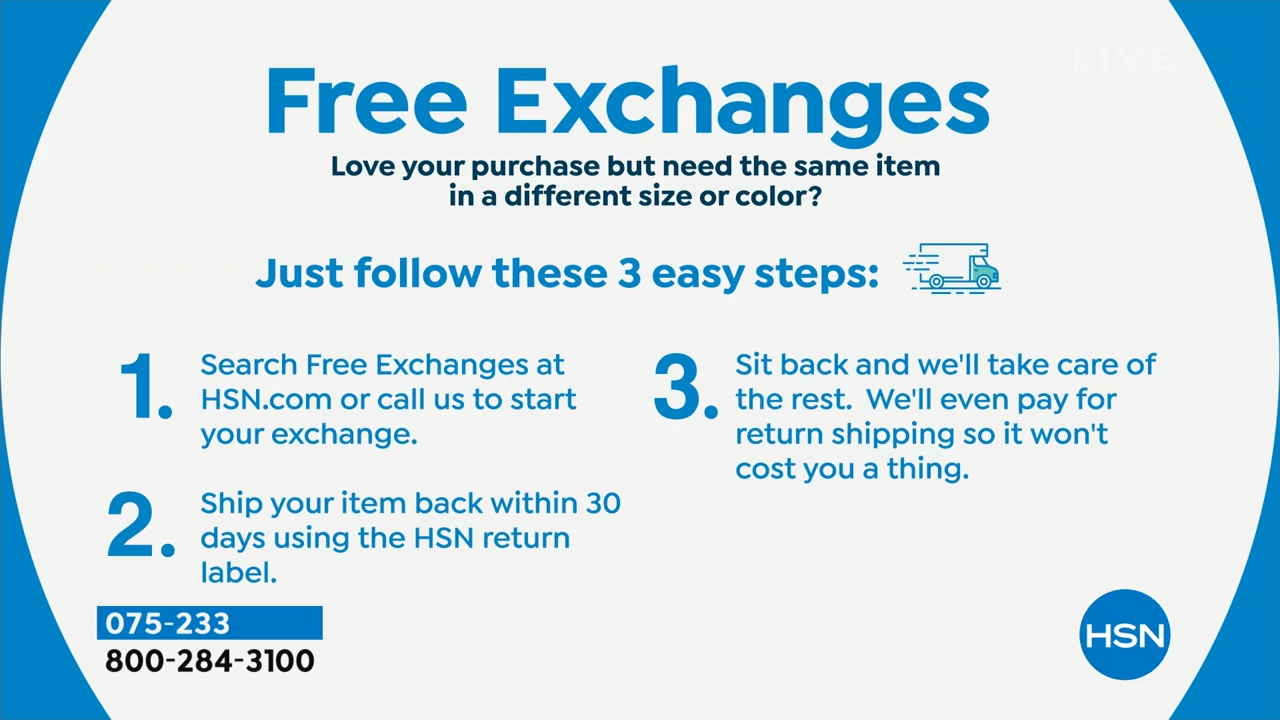 LIVE
Free Exchanges
Love your purchase but need the same item
in a different size or color?
Just follow these 3 easy steps:
1. Search Free Exchanges at
HSN.com or call us to start
your exchange.
2. Ship your item back within 30
days using the HSN return
label.
3. Sit back and we'll take care of
the rest. We'll even pay for
return shipping so it won't
cost you a thing.
075-233
800-284-3100
HSN